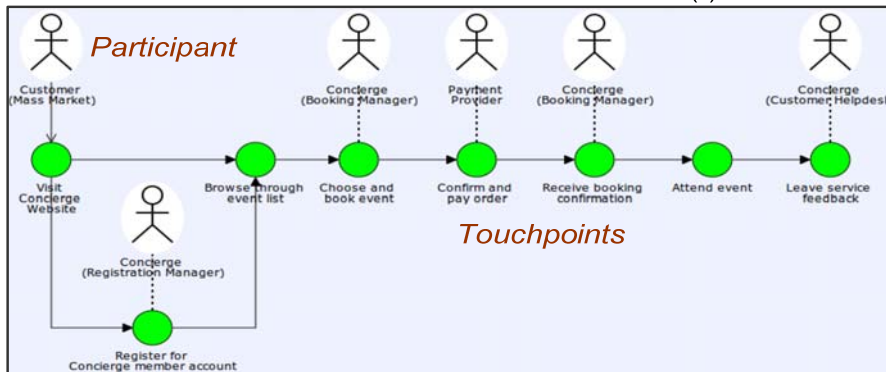 Participant
Customer
(Mass Market)
Concierge
(Booking Manager)
Payment
Provider
Concierge
(Booking Manager)
Concierge
(Customer Helpdesk
Visit
Concierge
Website
Browse through
event list
Choose and
book event
Confirm and
pay order
Receive booking
confirmation
Attend event
Leave service
feedback
Touchpoints
Concierge
(Registration Manager)
Register for
Concierge member account